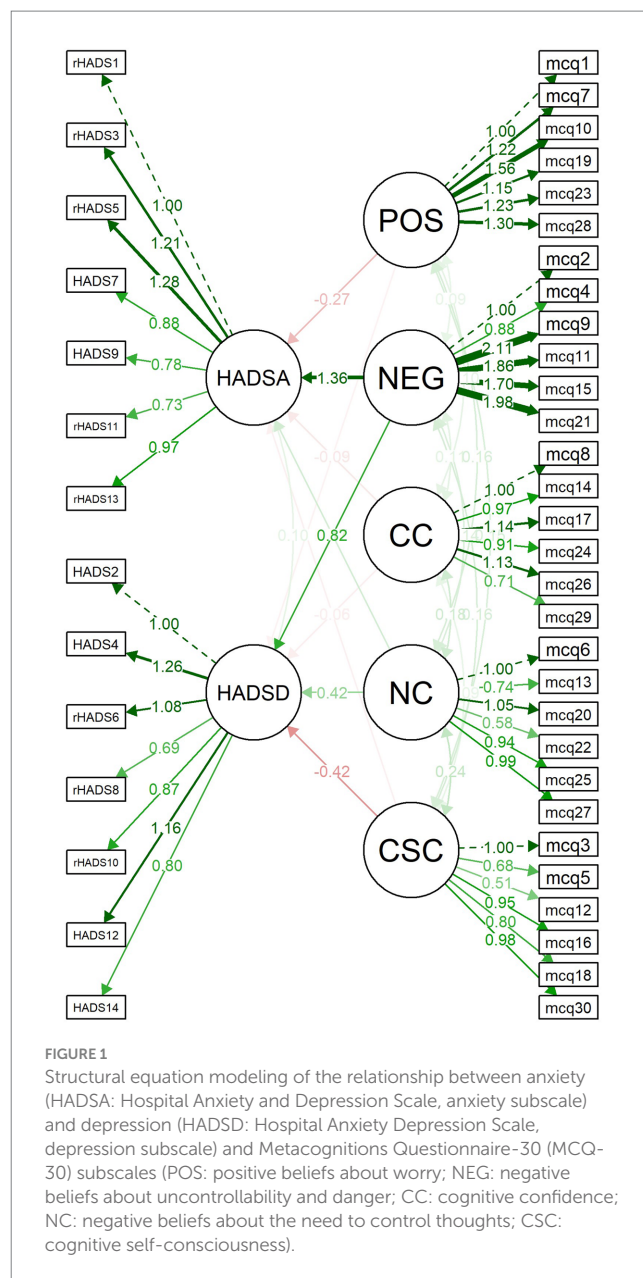 rHADS1
rHADS3
rHADS5
HADS7
HADS9
rHADS11
rHADS13
HADS2
HADS4
rHADS6
rHADS8
rHADS10
HADS12
HADS14
1.00
1.21
1.28
0.88
0.78
0.73
0.97
1.00
1.26
1.08
0.69
0.87
1.16
0.80
HADSA
HADSD
-0.27
1.36
-0.09
0.10
0.82
-0.06
0.42
-0.42
POS
NEG
CC
NC
CSC
0.09
0.16
0.18
0.16
0.24
1.00
1.22
1.56
1.15
1.23
1.30
1.00
0.88
2.11
1.86
1.70
1.98
1.00
0.97
1.14
0.91
1.13
0.71
1.00
-0.74
1.05
0.58
0.94
0.99
1.00
0.68
0.51
0.95
0.80
0.98
mcq1
mcq7
mcq10
mcq19
mcq23
mcq28
mcq2
mcq4
mcq9
mcq11
mcq15
mcq21
mcq8
mcq14
mcq17
mcq24
mcq26
mcq29
mcq6
mcq13
mcq20
mcq22
mcq25
mcq27
mcq3
mcq5
mcq12
mcq16
mcq18
mcq30
FIGURE 1
Structural equation modeling of the relationship between anxiety
(HADSA: Hospital Anxiety and Depression Scale, anxiety subscale)
and depression (HADSD: Hospital Anxiety Depression Scale,
depression subscale) and Metacognitions Questionnaire-30 (MCQ-
30) subscales (POS: positive beliefs about worry; NEG: negative
beliefs about uncontrollability and danger; CC: cognitive confidence;
NC: negative beliefs about the need to control thoughts; CSC:
cognitive self-consciousness).